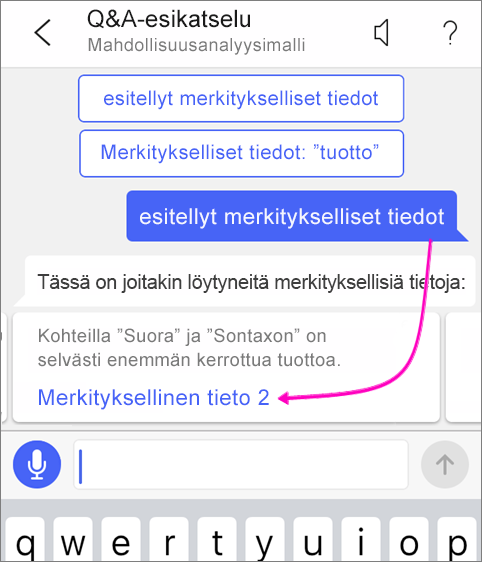 Q&A-esikatselu
Mahdollisuusanalyysimalli
?
esitellyt merkitykselliset tiedot
Merkitykselliset tiedot: ”tuotto”
esitellyt merkitykselliset tiedot
Tässä on joitakin löytyneitä merkityksellisiä tietoja:
Kohteilla ”Suora” ja ”Sontaxon” on
selvästi enemmän kerrottua tuottoa.
Merkityksellinen tieto 2
q w e r t y u i o p